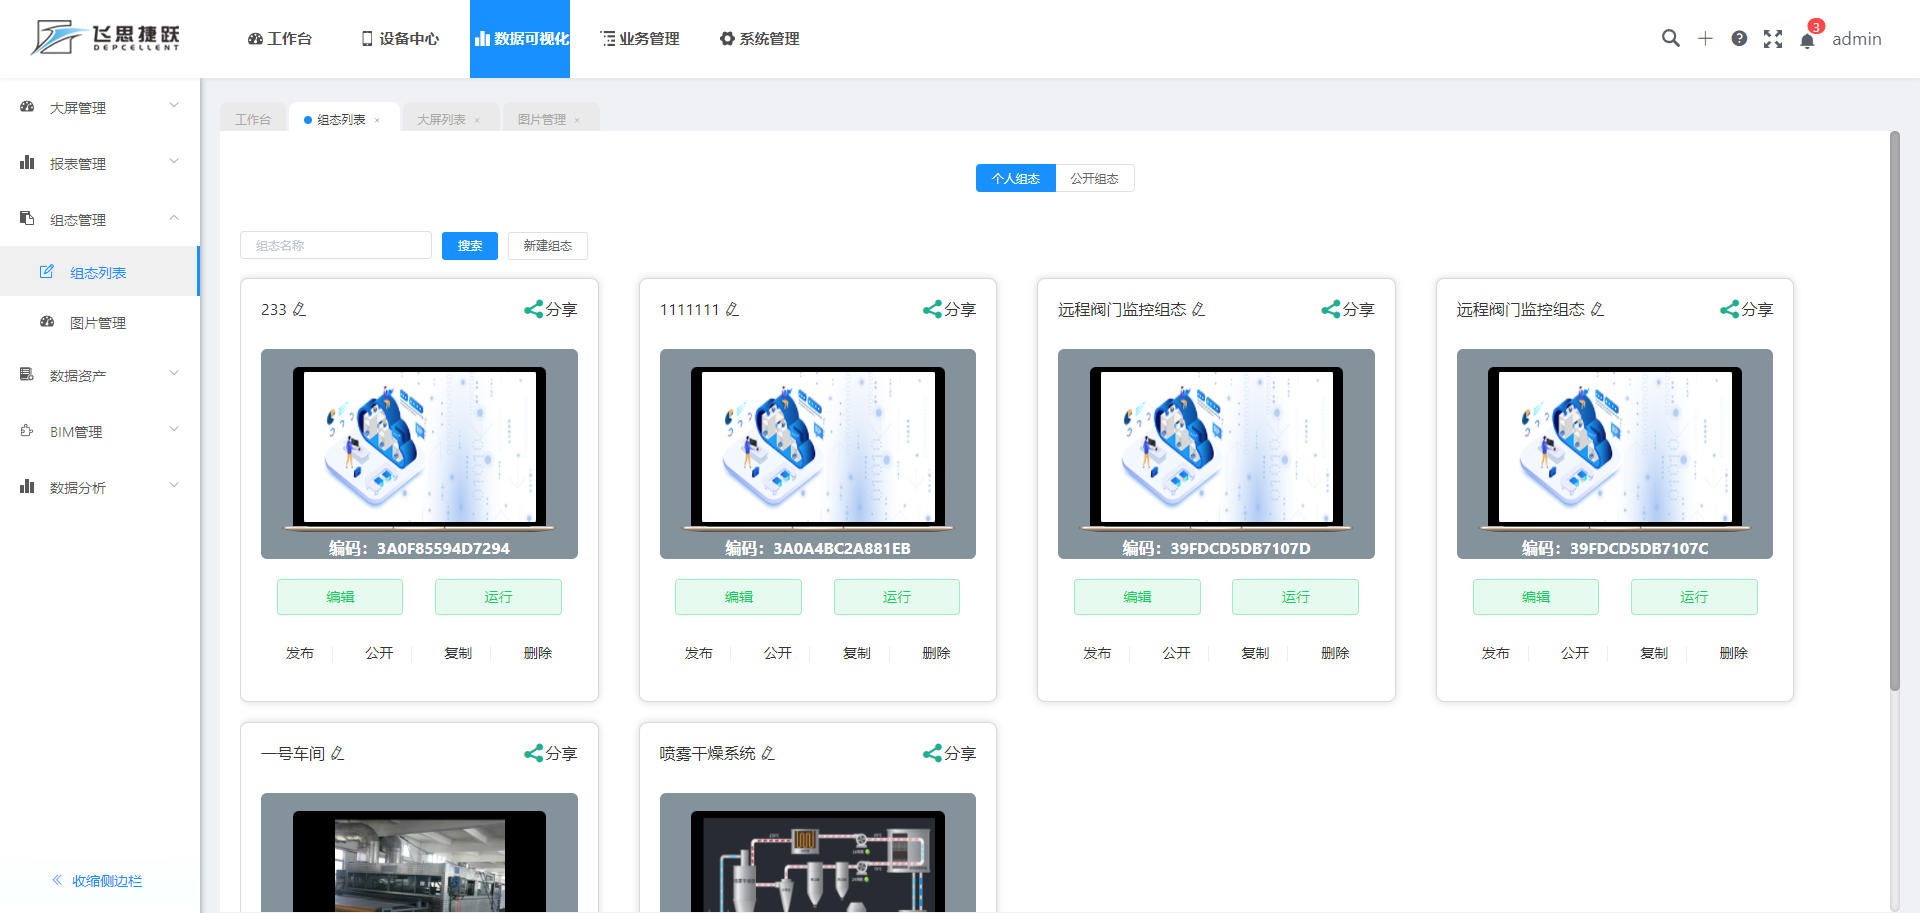 飞思捷跃
DEPCELLENT
工作台
设备中心
数据可视化
业务管理
系统管理
3
admin
大屏管理
报表管理
组态管理
组态列表
图片管理
数据资产
BIM管理
数据分析
收缩侧边栏
工作台
组态列表 ×
大屏列表 ×
图片管理 ×
个人组态
公开组态
组态名称
搜索
新建组态
233
分享
编码：3A0F85594D7294
编辑
运行
发布
公开
复制
删除
1111111
分享
编码：3A0A4BC2A881EB
编辑
运行
发布
公开
复制
删除
远程阀门监控组态
分享
编码：39FDCD5DB7107D
编辑
运行
发布
公开
复制
删除
远程阀门监控组态
分享
编码：39FDCD5DB7107C
编辑
运行
发布
公开
复制
删除
一号车间
分享
喷雾干燥系统
分享